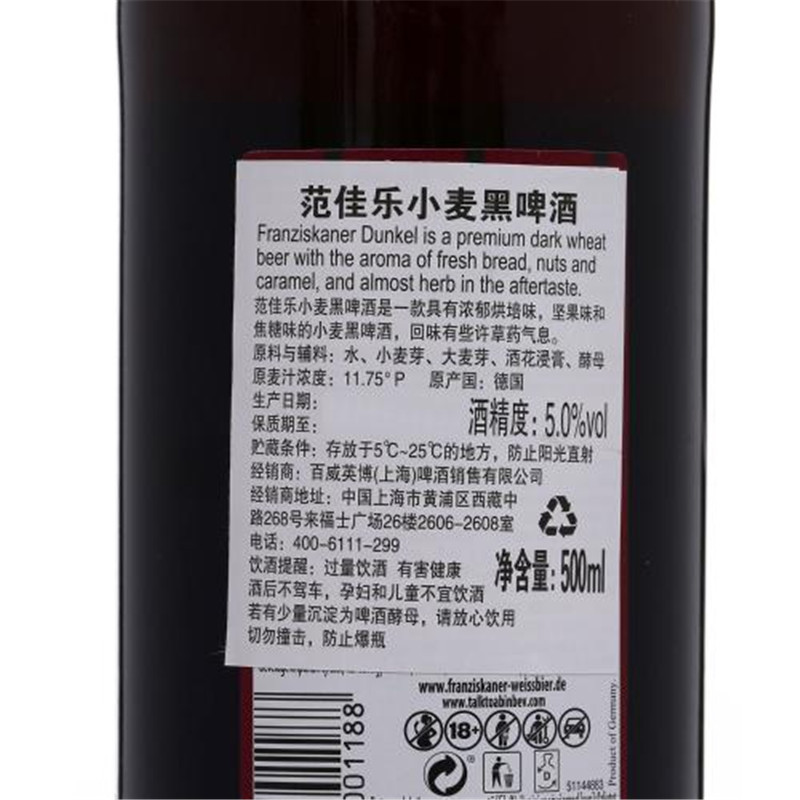 范佳乐小麦黑啤酒
Franziskaner Dunkel is a premium dark wheat
beer with the aroma of fresh bread, nuts and
caramel, and almost herb in the aftertaste.
范佳乐小麦黑啤酒是一款具有浓郁烘培味，坚果味和
焦糖味的小麦黑啤酒，回味有些许草药气息。
原料与辅料：水、小麦芽、大麦芽、酒花浸膏、酵母
原麦汁浓度：11.75°P 原产国：德国
生产日期：
酒精度：5.0%vol
保质期至：
贮藏条件：存放于5℃~25℃的地方，防止阳光直射
经销商：百威英博(上海)啤酒销售有限公司
经销商地址：中国上海市黄浦区西藏中
路268号来福士广场26楼2606-2608室
电话：400-6111-299
净含量：500ml
饮酒提醒：过量饮酒 有害健康
酒后不驾车，孕妇和儿童不宜饮酒
若有少量沉淀为啤酒酵母，请放心饮用
切勿撞击，防止爆瓶
www.franziskaner-weissbier.de
www.talktoabinbev.com
18+
001188
51144883
Product of Germany.